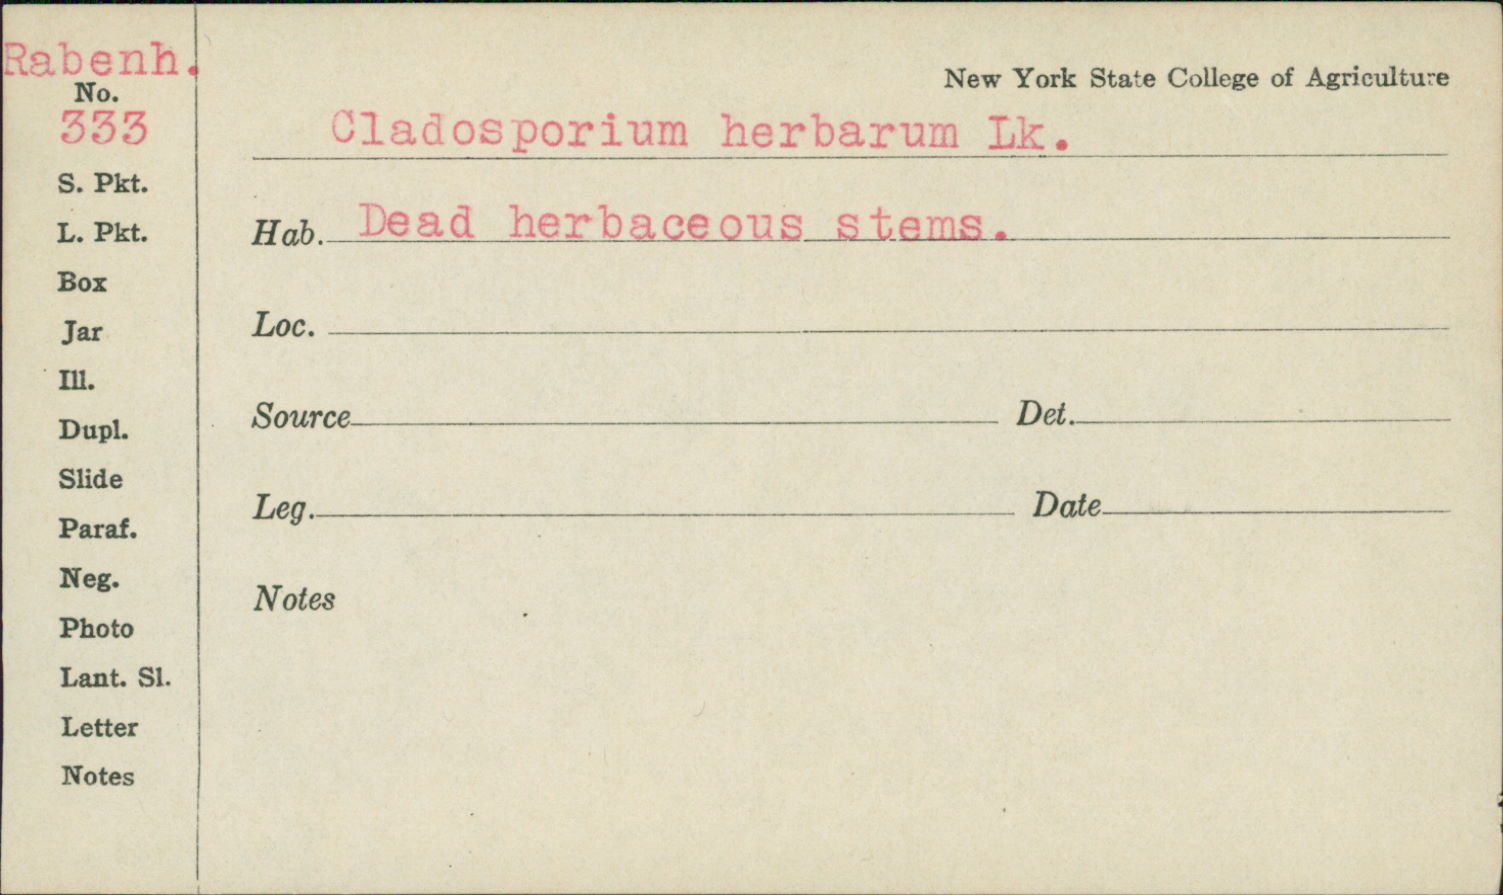 Rabenh.
No.
333
S. Pkt.
L. Pkt.
Box
Jar
Ill.
Dupl.
Slide
Paraf.
Neg.
Photo
Lant. Sl.
Letter
Notes
New York State College of Agriculture
Cladosporium herbarum Lk.
Hab. Dead herbaceous stems.
Loc.
Source Det.
Leg. Date
Notes